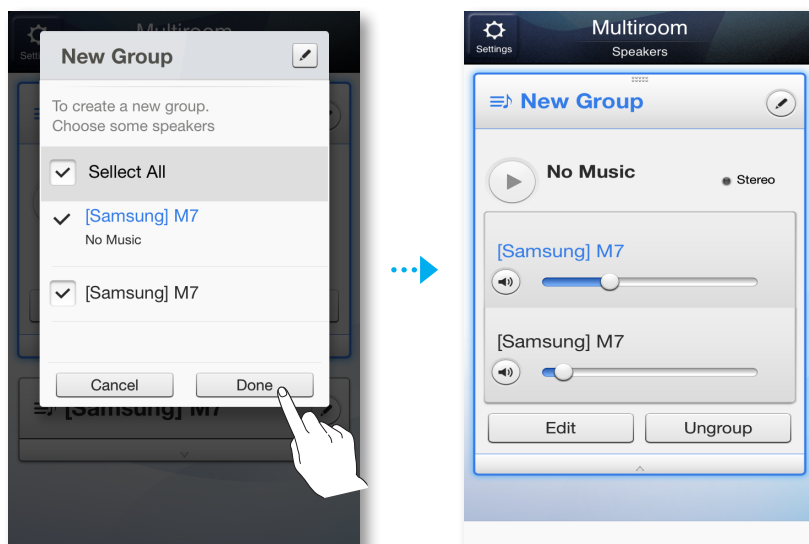 Multiroom
Settings
New Group
To create a new group.
Choose some speakers
Sellect All
[Samsung] M7
No Music
[Samsung] M7
Cancel
Done
[Samsung] M7
Multiroom
Settings
Speakers
New Group
No Music
Stereo
[Samsung] M7
[Samsung] M7
Edit
Ungroup